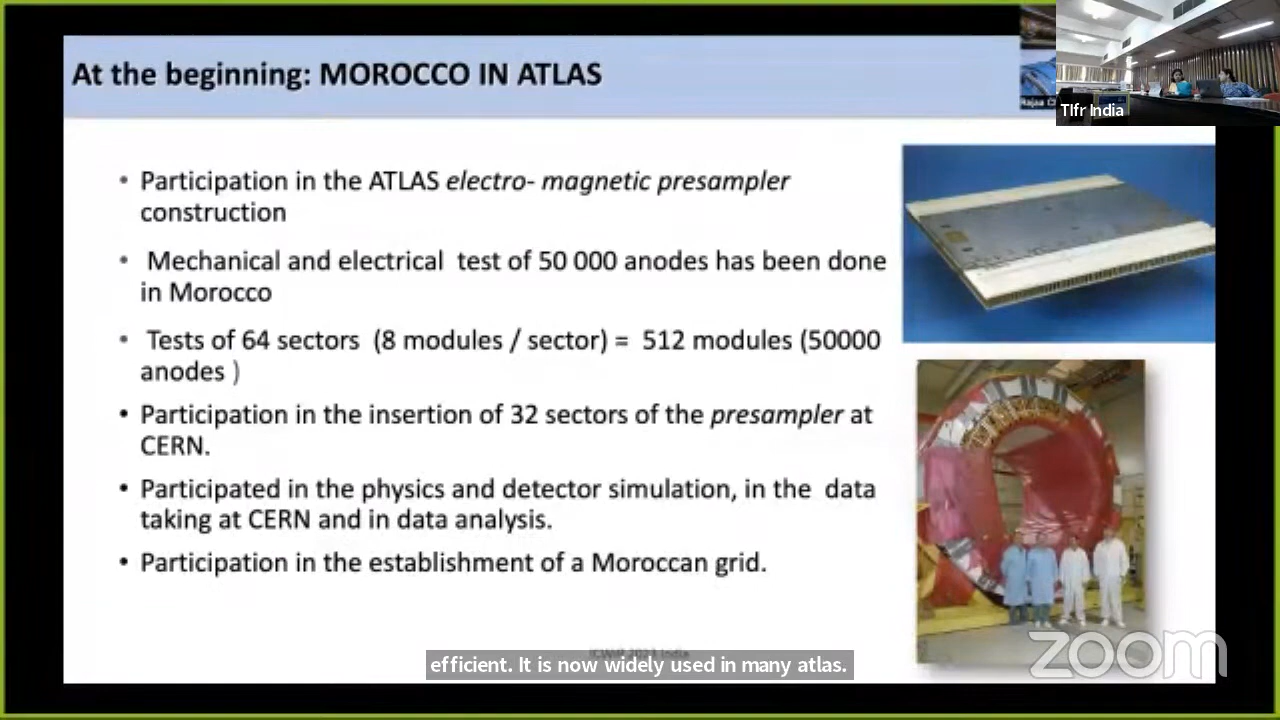 At the beginning: MOROCCO IN ATLAS
TIfr India
• Participation in the ATLAS electro- magnetic presampler
construction
• Mechanical and electrical test of 50 000 anodes has been done
in Morocco
• Tests of 64 sectors (8 modules / sector) = 512 modules (50000
anodes )
• Participation in the insertion of 32 sectors of the presampler at
CERN.
• Participated in the physics and detector simulation, in the data
taking at CERN and in data analysis.
• Participation in the establishment of a Moroccan grid.
efficient. It is now widely used in many atlas.
zoom